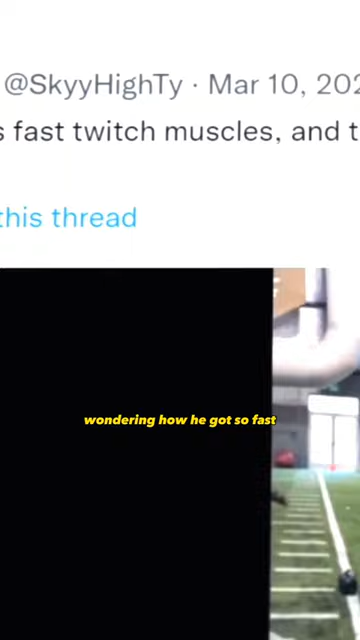 @SkyyHighTy · Mar 10, 202
s fast twitch muscles, and t
this thread
wondering how he got so fast